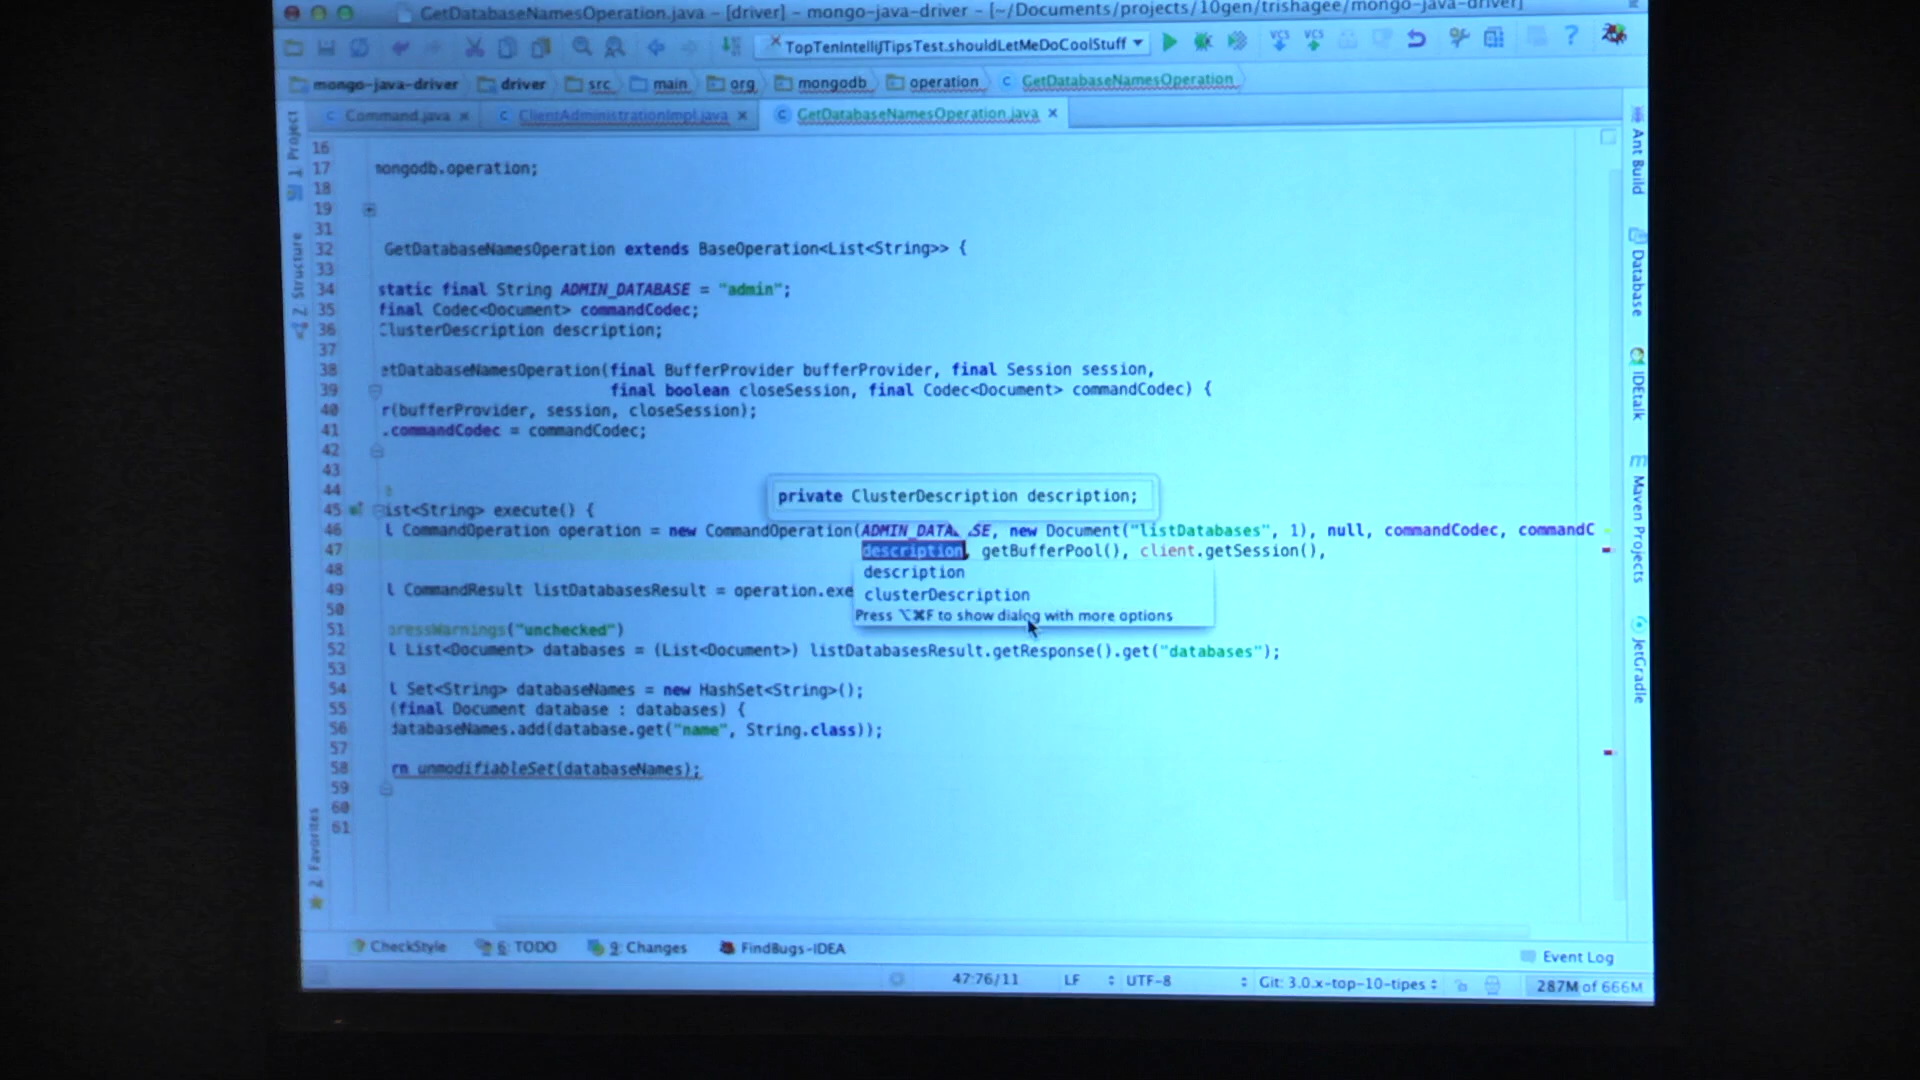 GetDatabaseNamesOperation.java – [driver] – mongo-java-driver – [~/Documents/projects/10gen/trishagee/mongo-java-driver]
TopTenIntelliJTipsTest.shouldLetMeDoCoolStuff
mongo-java-driver driver src main org mongodb operation GetDatabaseNamesOperation
Command.java ClientAdministrationImpl.java GetDatabaseNamesOperation.java
1: Project
2: Structure
2: Favorites
16
17 mongodb.operation;
18
19
31
32 GetDatabaseNamesOperation extends BaseOperation<List<String>> {
33
34 static final String ADMIN_DATABASE = "admin";
35 final Codec<Document> commandCodec;
36 ClusterDescription description;
37
38 etDatabaseNamesOperation(final BufferProvider bufferProvider, final Session session,
39 final boolean closeSession, final Codec<Document> commandCodec) {
40 r(bufferProvider, session, closeSession);
41 .commandCodec = commandCodec;
42
43
private ClusterDescription description;
44
45 ist<String> execute() {
46 l CommandOperation operation = new CommandOperation(ADMIN_DATA SE, new Document("listDatabases", 1), null, commandCodec, commandC
47 description, getBufferPool(), client.getSession(),
48
description
clusterDescription
Press ⌥⌘F to show dialog with more options
49 l CommandResult listDatabasesResult = operation.exe
50
51 pressWarnings("unchecked")
52 l List<Document> databases = (List<Document>) listDatabasesResult.getResponse().get("databases");
53
54 l Set<String> databaseNames = new HashSet<String>();
55 (final Document database : databases) {
56 databaseNames.add(database.get("name", String.class));
57
58 rn unmodifiableSet(databaseNames);
59
60
61
Ant Build
Database
IDEtalk
Maven Projects
JetGradle
CheckStyle 6: TODO 9: Changes FindBugs-IDEA Event Log
47:76/11 LF UTF-8 Git: 3.0.x-top-10-tipes 287M of 666M